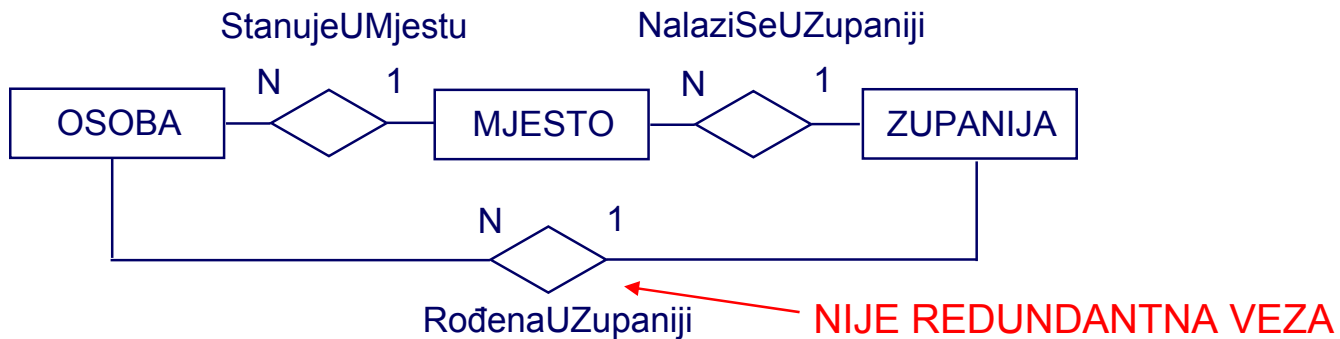 StanujeUMjestu NalaziSeUZupaniji
N 1 N 1
OSOBA MJESTO ZUPANIJA
N 1
RođenaUZupaniji NIJE REDUNDANTNA VEZA